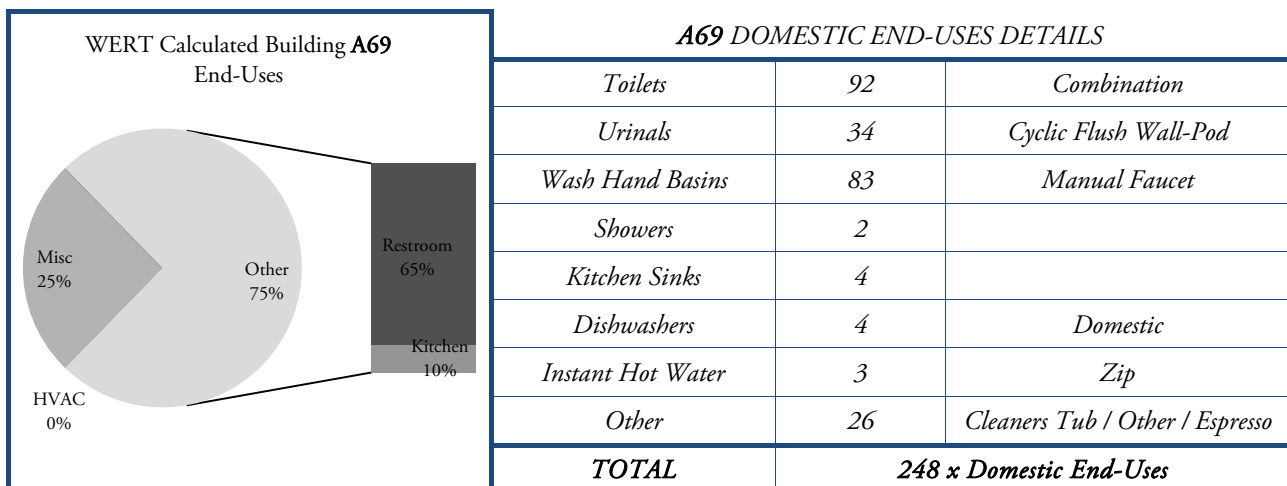 WERT Calculated Building A69
End-Uses
Misc
25%
Other
75%
HVAC
0%
Restroom
65%
Kitchen
10%
A69 DOMESTIC END-USES DETAILS
Toilets 92 Combination
Urinals 34 Cyclic Flush Wall-Pod
Wash Hand Basins 83 Manual Faucet
Showers 2
Kitchen Sinks 4
Dishwashers 4 Domestic
Instant Hot Water 3 Zip
Other 26 Cleaners Tub / Other / Espresso
TOTAL 248 x Domestic End-Uses